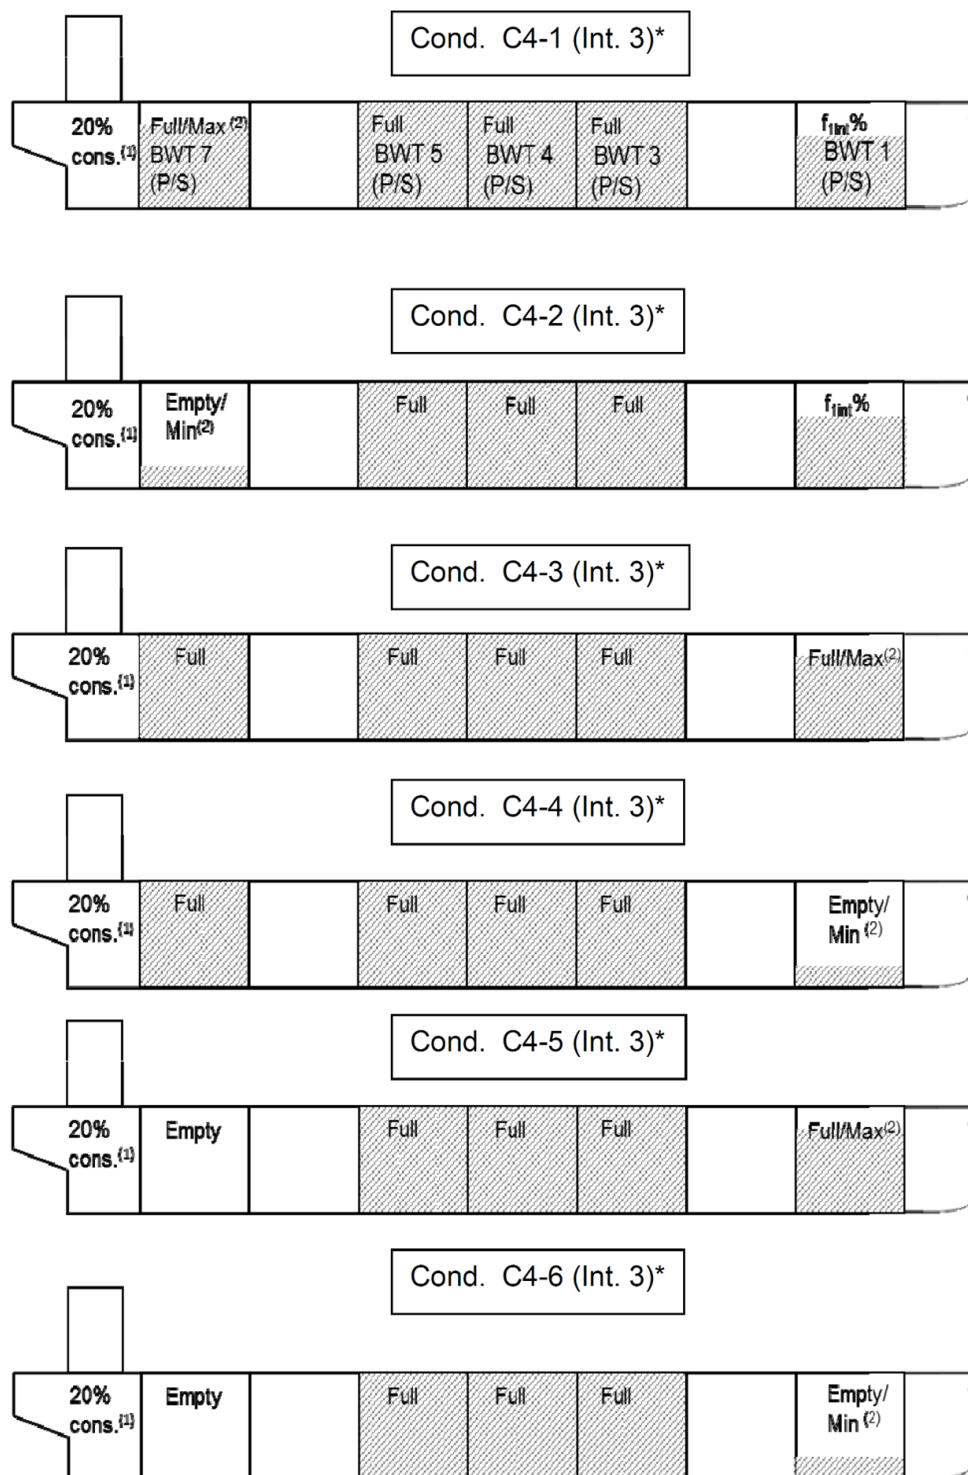 Cond. C4-1 (Int. 3)*
20% cons.(1)
Full/Max (2) BWT 7 (P/S)
Full BWT 5 (P/S)
Full BWT 4 (P/S)
Full BWT 3 (P/S)
f1int% BWT 1 (P/S)
Cond. C4-2 (Int. 3)*
20% cons.(1)
Empty/ Min(2)
Full
Full
Full
f1int%
Cond. C4-3 (Int. 3)*
20% cons.(1)
Full
Full
Full
Full
Full/Max(2)
Cond. C4-4 (Int. 3)*
20% cons.(1)
Full
Full
Full
Full
Empty/ Min (2)
Cond. C4-5 (Int. 3)*
20% cons.(1)
Empty
Full
Full
Full
Full/Max(2)
Cond. C4-6 (Int. 3)*
20% cons.(1)
Empty
Full
Full
Full
Empty/ Min (2)